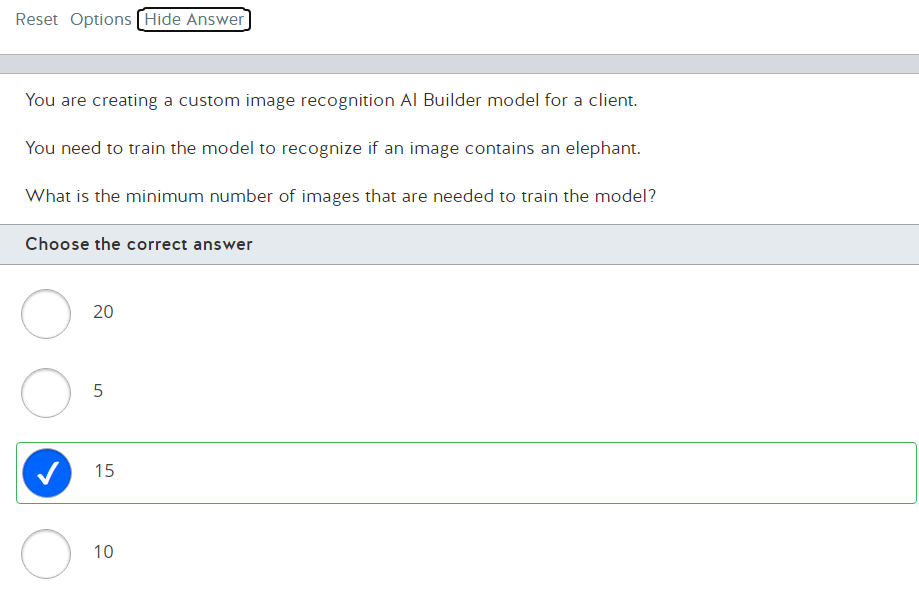 Reset Options Hide Answer
You are creating a custom image recognition AI Builder model for a client.
You need to train the model to recognize if an image contains an elephant.
What is the minimum number of images that are needed to train the model?
Choose the correct answer
20
5
15
10